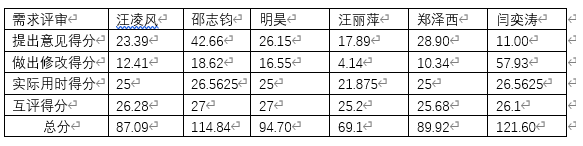 需求评审 汪凌风 邵志钧 明昊 汪丽萍 郑泽西 闫奕涛
提出意见得分 23.39 42.66 26.15 17.89 28.90 11.00
做出修改得分 12.41 18.62 16.55 4.14 10.34 57.93
实际用时得分 25 26.5625 25 21.875 25 26.5625
互评得分 26.28 27 27 25.2 25.68 26.1
总分 87.09 114.84 94.70 69.1 89.92 121.60